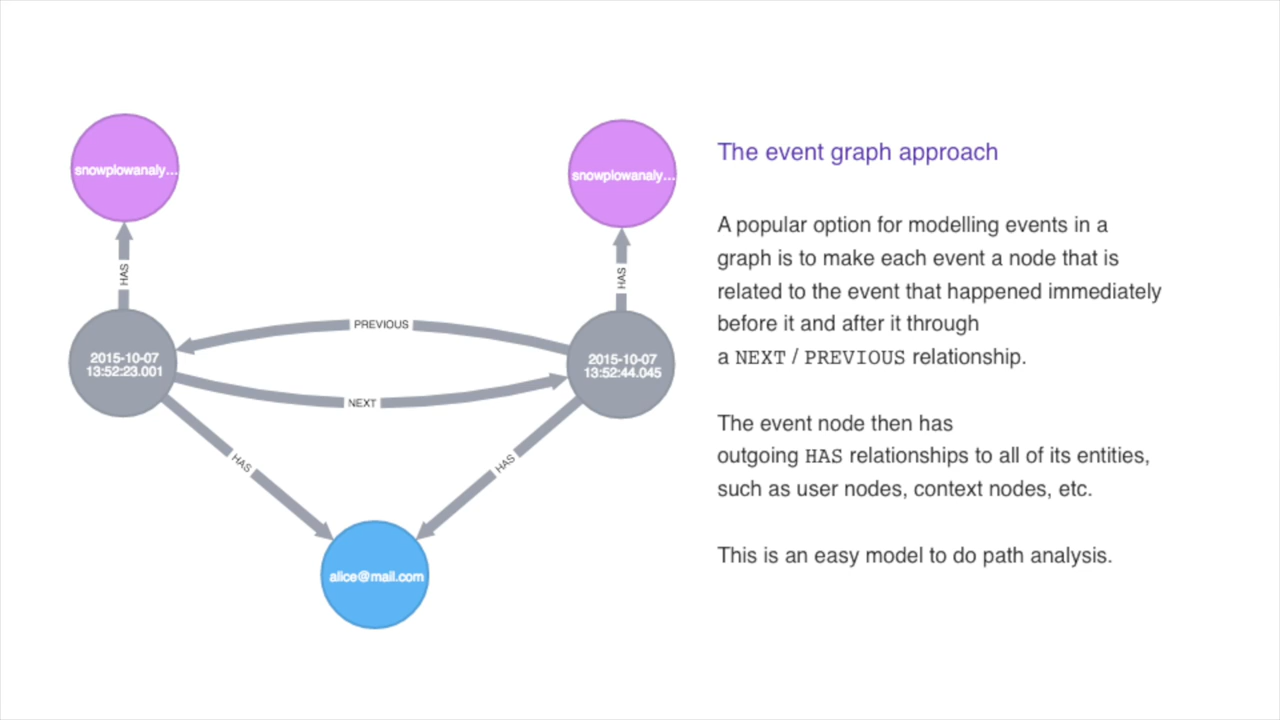 snowplowanaly...
snowplowanaly...
HAS
HAS
2015-10-07
13:52:23.001
PREVIOUS
NEXT
2015-10-07
13:52:44.045
HAS
HAS
alice@mail.com
The event graph approach
A popular option for modelling events in a
graph is to make each event a node that is
related to the event that happened immediately
before it and after it through
a NEXT / PREVIOUS relationship.
The event node then has
outgoing HAS relationships to all of its entities,
such as user nodes, context nodes, etc.
This is an easy model to do path analysis.